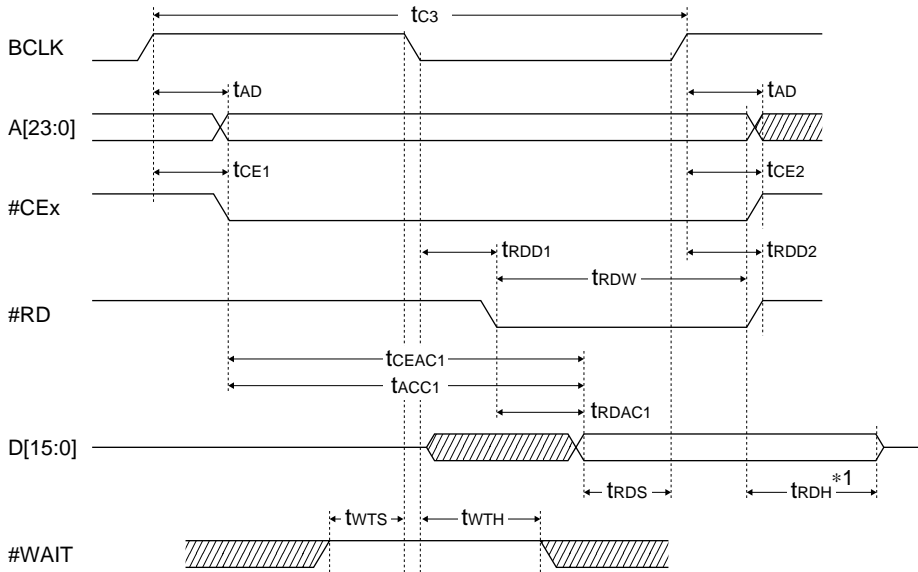 tC3
BCLK
tAD tAD
A[23:0]
tCE1 tCE2
#CEx
tRDD1 tRDD2
tRDW
#RD
tCEAC1
tACC1
tRDAC1
D[15:0]
tRDS tRDH*1
tWTS tWTH
#WAIT